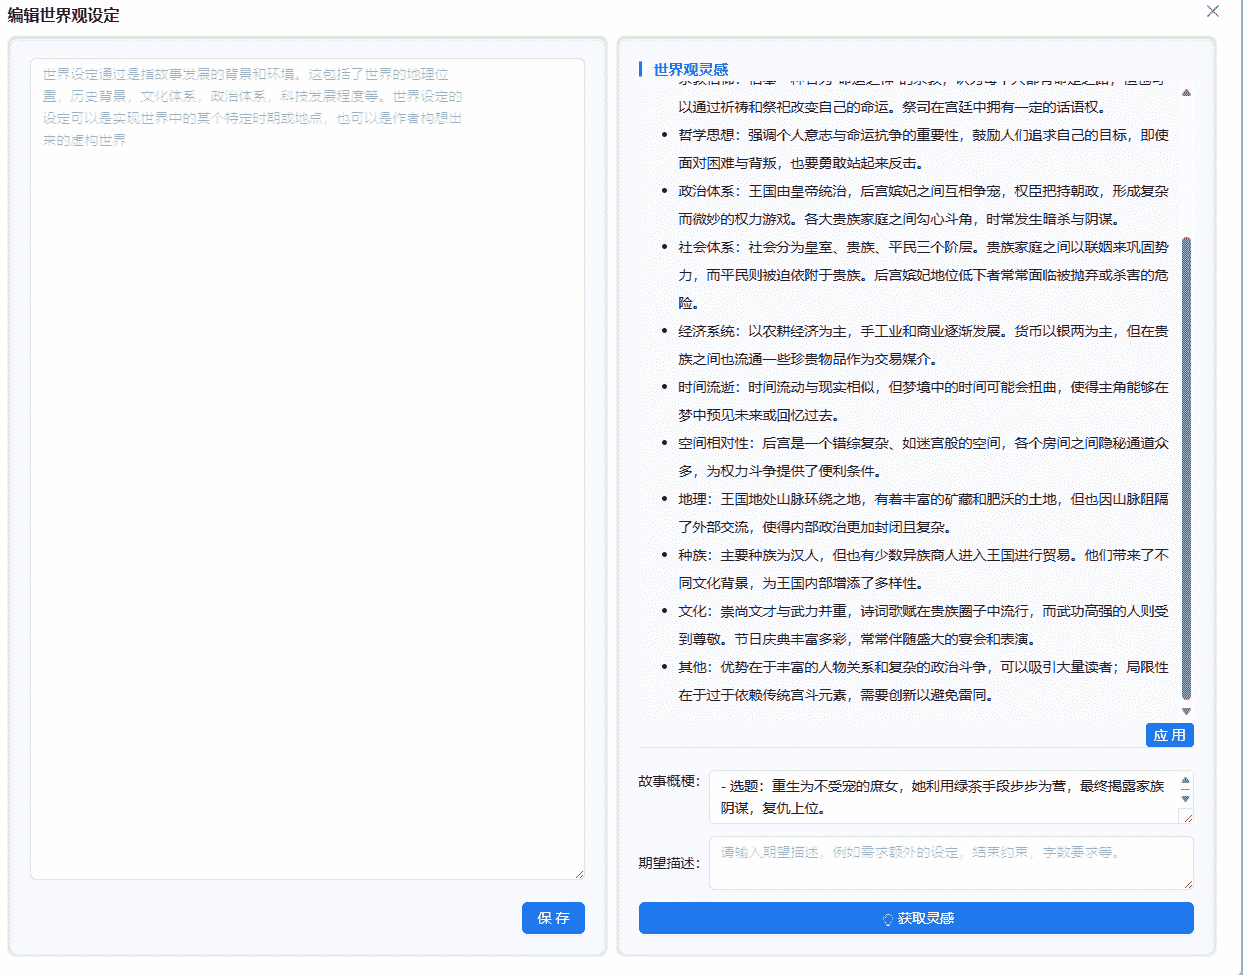 编辑世界观设定
世界设定通过是指故事发展的背景和环境。这包括了世界的地理位
置，历史背景，文化体系，政治体系，科技发展程度等。世界设定的
设定可以是实现世界中的某个特定时期或地点，也可以是作者构想出
来的虚构世界
保 存
世界观灵感
以通过祈祷和祭祀改变自己的命运。祭司在宫廷中拥有一定的话语权。
• 哲学思想：强调个人意志与命运抗争的重要性，鼓励人们追求自己的目标，即使
面对困难与背叛，也要勇敢站起来反击。
• 政治体系：王国由皇帝统治，后宫嫔妃之间互相争宠，权臣把持朝政，形成复杂
而微妙的权力游戏。各大贵族家庭之间勾心斗角，时常发生暗杀与阴谋。
• 社会体系：社会分为皇室、贵族、平民三个阶层。贵族家庭之间以联姻来巩固势
力，而平民则被迫依附于贵族。后宫嫔妃地位低下者常常面临被抛弃或杀害的危
险。
• 经济系统：以农耕经济为主，手工业和商业逐渐发展。货币以银两为主，但在贵
族之间也流通一些珍贵物品作为交易媒介。
• 时间流逝：时间流动与现实相似，但梦境中的时间可能会扭曲，使得主角能够在
梦中预见未来或回忆过去。
• 空间相对性：后宫是一个错综复杂、如迷宫般的空间，各个房间之间隐秘通道众
多，为权力斗争提供了便利条件。
• 地理：王国地处山脉环绕之地，有着丰富的矿藏和肥沃的土地，但也因山脉阻隔
了外部交流，使得内部政治更加封闭且复杂。
• 种族：主要种族为汉人，但也有少数异族商人进入王国进行贸易。他们带来了不
同文化背景，为王国内部增添了多样性。
• 文化：崇尚文才与武力并重，诗词歌赋在贵族圈子中流行，而武功高强的人则受
到尊敬。节日庆典丰富多彩，常常伴随盛大的宴会和表演。
• 其他：优势在于丰富的人物关系和复杂的政治斗争，可以吸引大量读者；局限性
在于过于依赖传统宫斗元素，需要创新以避免雷同。
应 用
故事概梗：
- 选题：重生为不受宠的庶女，她利用绿茶手段步步为营，最终揭露家族
阴谋，复仇上位。
期望描述：
请输入期望描述，例如需求额外的设定，结束约束，字数要求等。
获取灵感